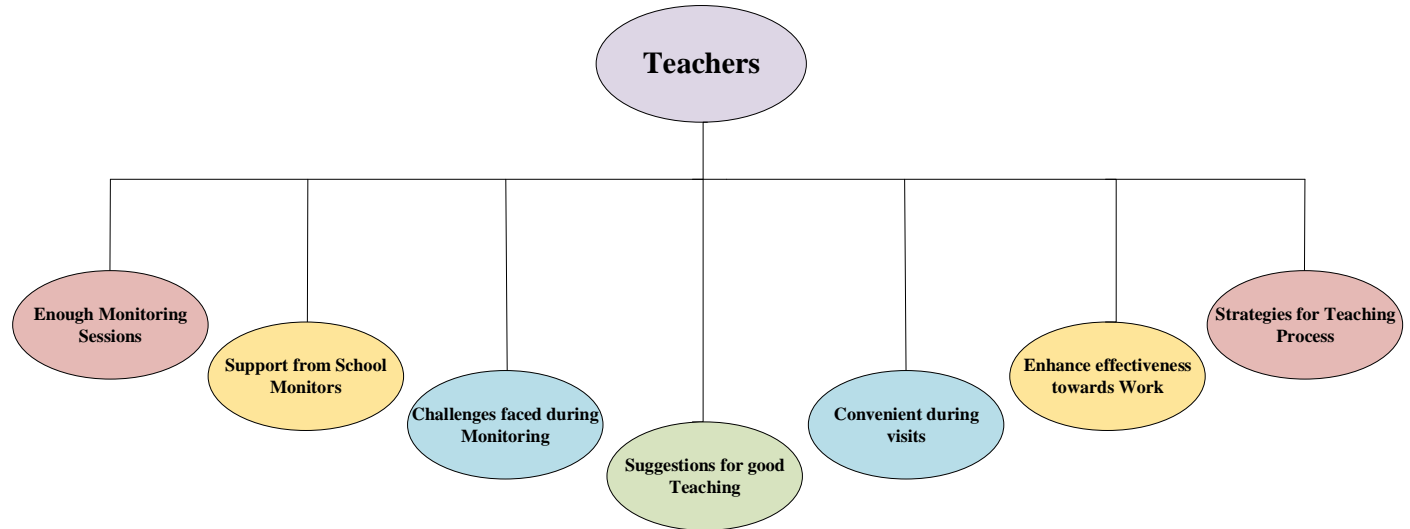 Teachers
Enough Monitoring
Sessions
Support from School
Monitors
Challenges faced during
Monitoring
Suggestions for good
Teaching
Convenient during
visits
Enhance effectiveness
towards Work
Strategies for Teaching
Process